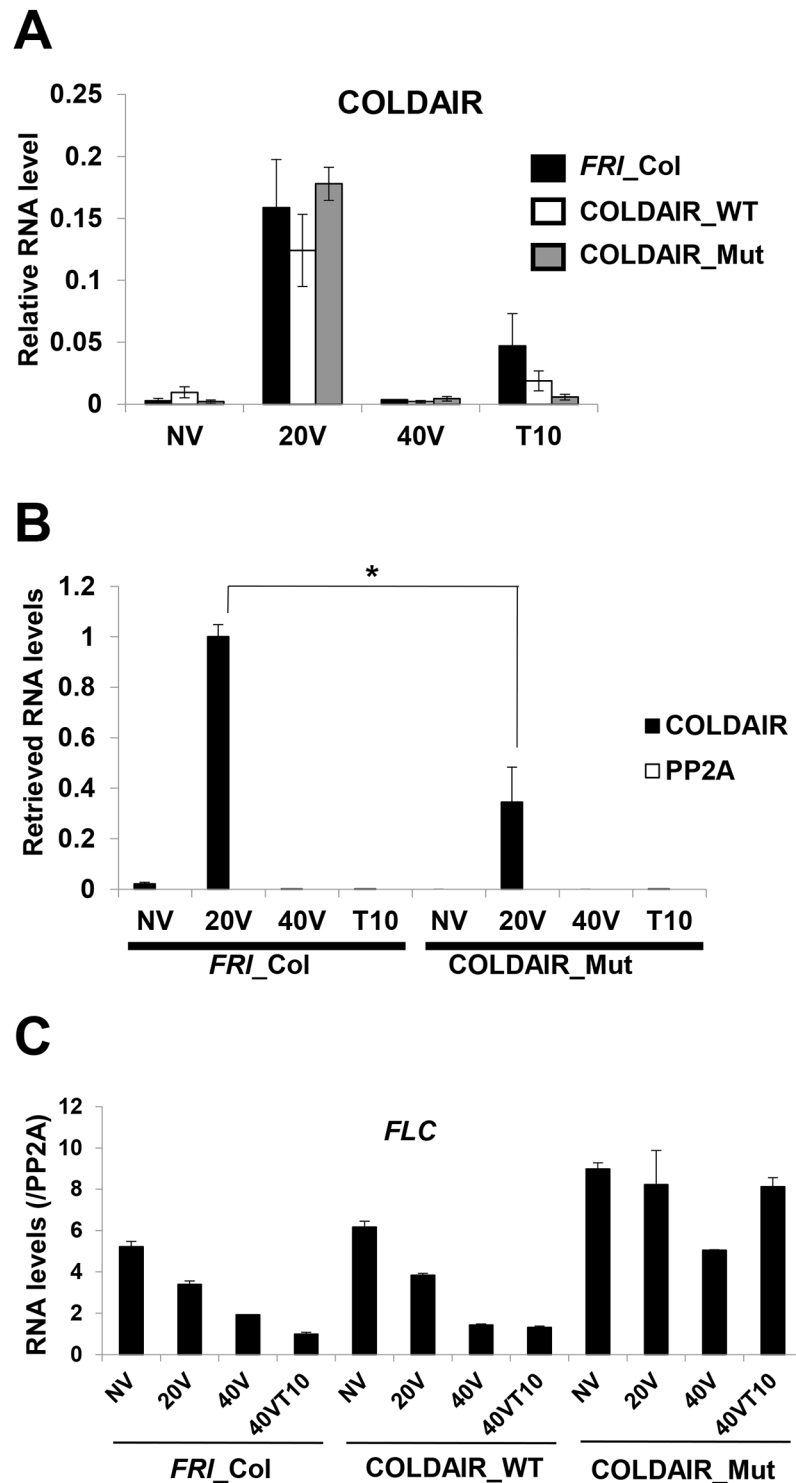 A
COLDAIR
Relative RNA level
0.25
0.2
0.15
0.1
0.05
0
NV 20V 40V T10
FRI_Col
COLDAIR_WT
COLDAIR_Mut
B
*
Retrieved RNA levels
1.2
1
0.8
0.6
0.4
0.2
0
COLDAIR
PP2A
NV 20V 40V T10 NV 20V 40V T10
FRI_Col COLDAIR_Mut
C
FLC
RNA levels (/PP2A)
12
10
8
6
4
2
0
NV 20V 40V 40VT10 NV 20V 40V 40VT10 NV 20V 40V 40VT10
FRI_Col COLDAIR_WT COLDAIR_Mut